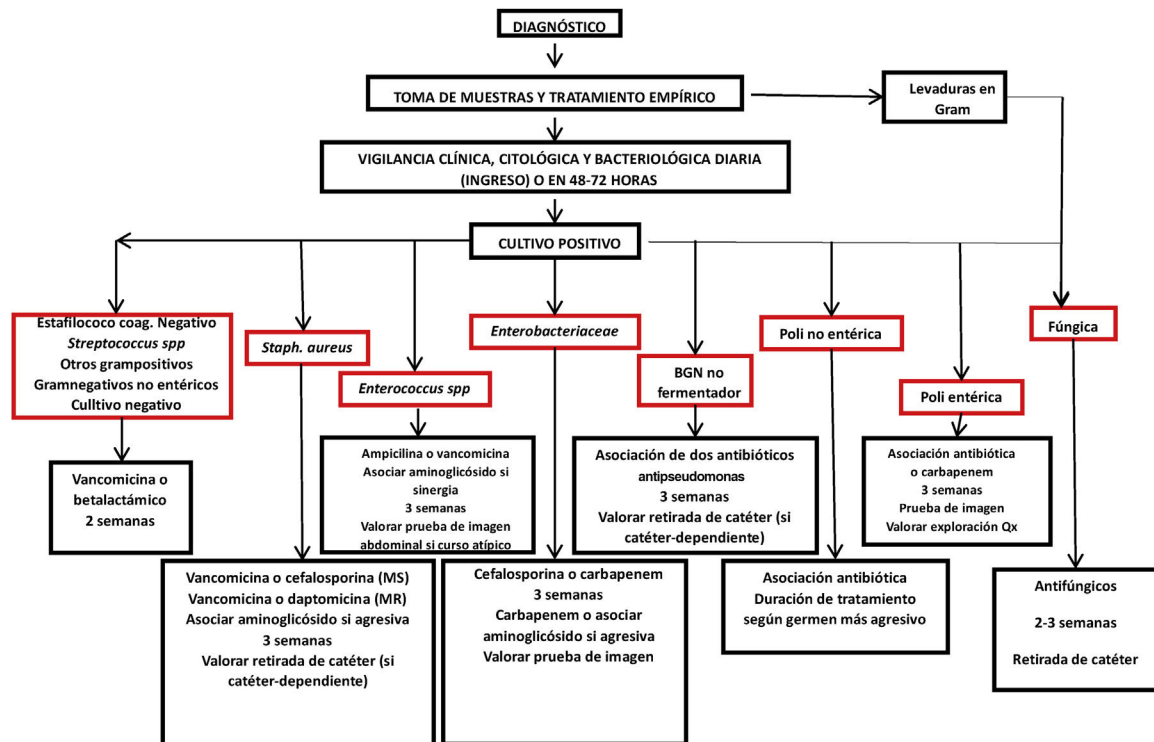 DIAGNÓSTICO
TOMA DE MUESTRAS Y TRATAMIENTO EMPÍRICO
Levaduras en
Gram
VIGILANCIA CLÍNICA, CITOLÓGICA Y BACTERIOLÓGICA DIARIA
(INGRESO) O EN 48-72 HORAS
CULTIVO POSITIVO
Estafilococo coag. Negativo
Streptococcus spp
Otros grampositivos
Gramnegativos no entéricos
Cultivo negativo
Staph. aureus
Enterococcus spp
Enterobacteriaceae
BGN no
fermentador
Poli no entérica
Poli entérica
Fúngica
Vancomicina o
betalactámico
2 semanas
Vancomicina o cefalosporina (MS)
Vancomicina o daptomicina (MR)
Asociar aminoglicósido si agresiva
3 semanas
Valorar retirada de catéter (si
catéter-dependiente)
Ampicilina o vancomicina
Asociar aminoglicósido si
sinergia
3 semanas
Valorar prueba de imagen
abdominal si curso atípico
Cefalosporina o carbapenem
3 semanas
Carbapenem o asociar
aminoglicósido si agresiva
Valorar prueba de imagen
Asociación de dos antibióticos
antipseudomonas
3 semanas
Valorar retirada de catéter (si
catéter-dependiente)
Asociación antibiótica
Duración de tratamiento
según germen más agresivo
Asociación antibiótica
o carbapenem
3 semanas
Prueba de imagen
Valorar exploración Qx
Antifúngicos
2-3 semanas
Retirada de catéter